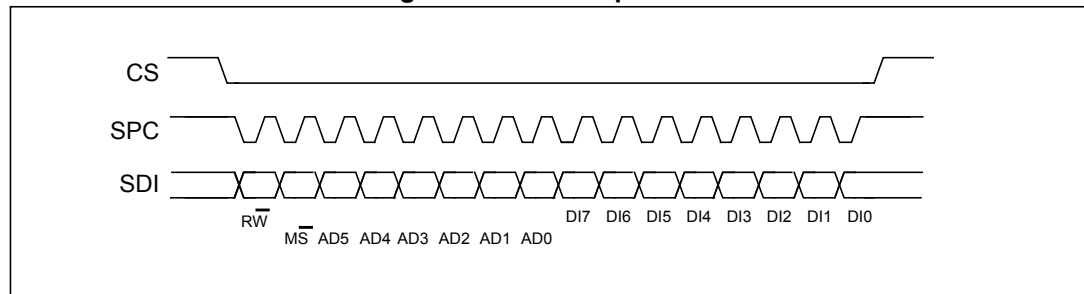 CS
SPC
SDI
RW
DI7 DI6 DI5 DI4 DI3 DI2 DI1 DI0
MS AD5 AD4 AD3 AD2 AD1 AD0